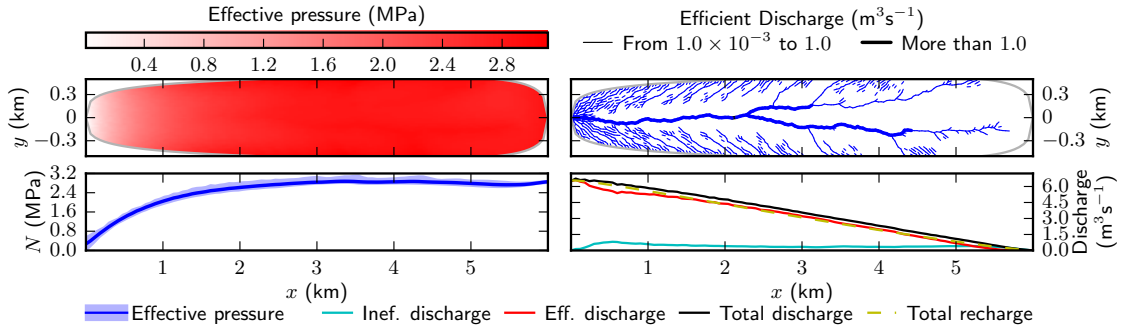 Effective pressure (MPa)
0.4 1.2 1.6 2.0 2.4 2.8
Efficient Discharge (m³s⁻¹)
From 1.0 × 10⁻³ to 1.0
More than 1.0
y (km)
0.3
0
−0.3
0.3
0
−0.3
y (km)
N (MPa)
3.2
2.4
1.6
0.8
0.0
1 2 3 4 5
x (km)
6.0
4.5
3.0
1.5
0.0
Discharge
(m³s⁻¹)
1 2 3 4 5
x (km)
Effective pressure Inef. discharge Eff. discharge Total discharge Total recharge